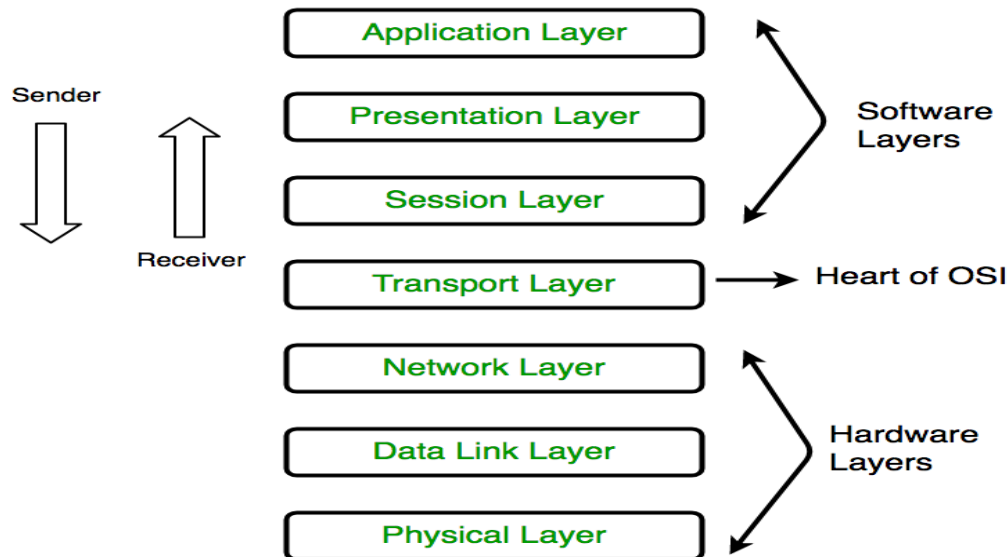 Application Layer
Sender
Presentation Layer
Software
Layers
Session Layer
Receiver
Transport Layer
Heart of OSI
Network Layer
Hardware
Layers
Data Link Layer
Physical Layer